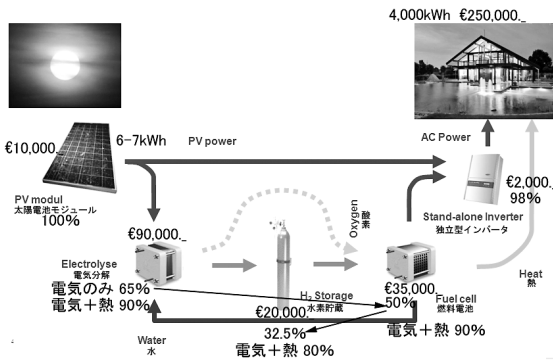 4,000kWh €250,000._
€10,000._
6-7kWh
PV power
AC Power
PV modul
太陽電池モジュール
100%
€2,000._
98%
Stand-alone Inverter
独立型インバータ
Oxygen
酸素
€90,000._
Electrolyse
電気分解
電気のみ 65%
電気+熱 90%
€20,000._
H₂ Storage
水素貯蔵
32.5%
電気+熱 80%
€35,000._
50%
Fuel cell
燃料電池
電気+熱 90%
Heat
熱
Water
水